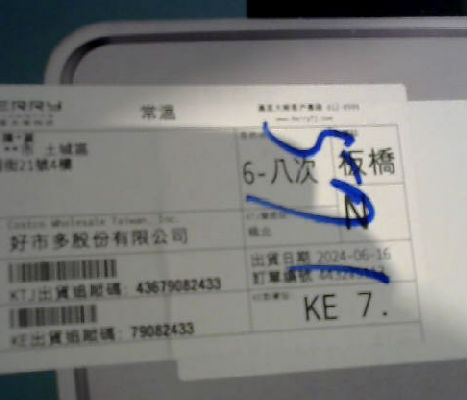 常溫
土城區
街21號4樓
6-八次
板橋
N
Costco Wholesale Taiwan, Inc.
好市多股份有限公司
出貨日期 2024-06-16
訂單編號
KTJ出貨追蹤碼: 43679082433
KE 7.
KE出貨追蹤碼: 79082433